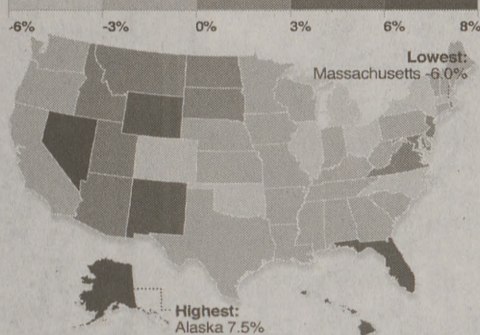 -6% -3% 0% 3% 6% 8%
Lowest:
Massachusetts -6.0%
Highest:
Alaska 7.5%